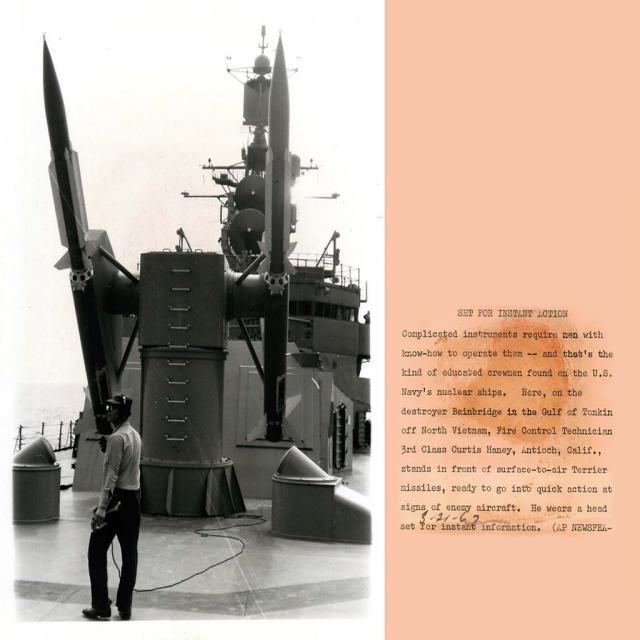 SET FOR INSTANT ACTION
Complicated instruments require men with
know-how to operate them -- and that's the
kind of educated crewmen found on the U.S.
Navy's nuclear ships. Here, on the
destroyer Bainbridge in the Gulf of Tonkin
off North Vietnam, Fire Control Technician
3rd Class Curtis Haney, Antioch, Calif.,
stands in front of surface-to-air Terrier
missiles, ready to go into quick action at
signs of enemy aircraft. He wears a head
set for instant information. (AP NEWSFEA-